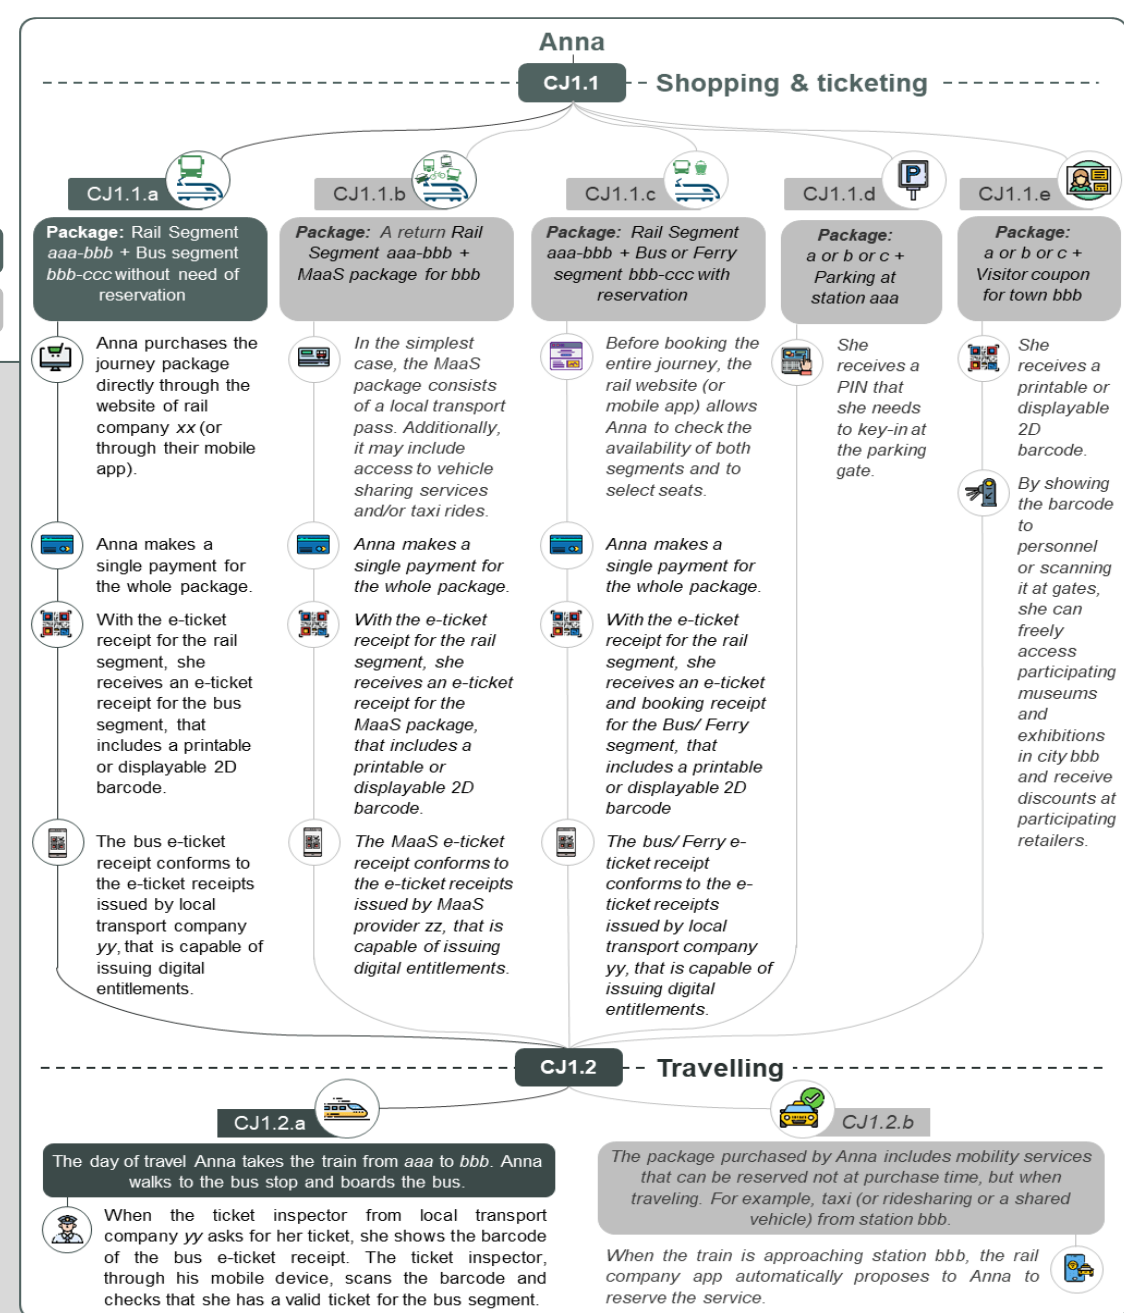 Anna
CJ1.1
Shopping & ticketing
CJ1.1.a
Package: Rail Segment
aaa-bbb + Bus segment
bbb-ccc without need of
reservation
Anna purchases the
journey package
directly through the
website of rail
company xx (or
through their mobile
app).
Anna makes a
single payment for
the whole package.
With the e-ticket
receipt for the rail
segment, she
receives an e-ticket
receipt for the bus
segment, that
includes a printable
or displayable 2D
barcode.
The bus e-ticket
receipt conforms to
the e-ticket receipts
issued by local
transport company
yy, that is capable of
issuing digital
entitlements.
CJ1.1.b
Package: A return Rail
Segment aaa-bbb +
MaaS package for bbb
In the simplest
case, the MaaS
package consists
of a local transport
pass. Additionally,
it may include
access to vehicle
sharing services
and/or taxi rides.
Anna makes a
single payment for
the whole package.
With the e-ticket
receipt for the rail
segment, she
receives an e-ticket
receipt for the
MaaS package,
that includes a
printable or
displayable 2D
barcode.
The MaaS e-ticket
receipt conforms to
the e-ticket receipts
issued by MaaS
provider zz, that is
capable of issuing
digital entitlements.
CJ1.1.c
Package: Rail Segment
aaa-bbb + Bus or Ferry
segment bbb-ccc with
reservation
Before booking the
entire journey, the
rail website (or
mobile app) allows
Anna to check the
availability of both
segments and to
select seats.
Anna makes a
single payment for
the whole package.
With the e-ticket
receipt for the rail
segment, she
receives an e-ticket
and booking receipt
for the Bus/ Ferry
segment, that
includes a printable
or displayable 2D
barcode
The bus/ Ferry e-
ticket receipt
conforms to the e-
ticket receipts
issued by local
transport company
yy, that is capable of
issuing digital
entitlements.
CJ1.1.d
P
Package:
a or b or c +
Parking at
station aaa
She
receives a
PIN that
she needs
to key-in at
the parking
gate.
CJ1.1.e
Package:
a or b or c +
Visitor coupon
for town bbb
She
receives a
printable or
displayable
2D
barcode.
By showing
the barcode
to
personnel
or scanning
it at gates,
she can
freely
access
participating
museums
and
exhibitions
in city bbb
and receive
discounts at
participating
retailers.
CJ1.2
Travelling
CJ1.2.a
The day of travel Anna takes the train from aaa to bbb. Anna
walks to the bus stop and boards the bus.
When the ticket inspector from local transport
company yy asks for her ticket, she shows the barcode
of the bus e-ticket receipt. The ticket inspector,
through his mobile device, scans the barcode and
checks that she has a valid ticket for the bus segment.
CJ1.2.b
The package purchased by Anna includes mobility services
that can be reserved not at purchase time, but when
traveling. For example, taxi (or ridesharing or a shared
vehicle) from station bbb.
When the train is approaching station bbb, the rail
company app automatically proposes to Anna to
reserve the service.